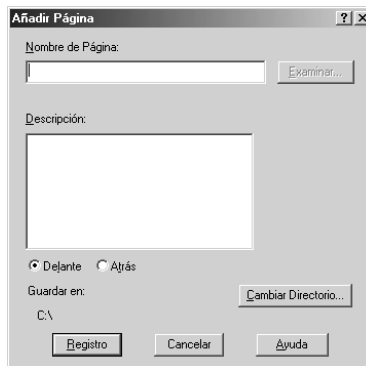 Añadir Página
Nombre de Página:
Examinar...
Descripción:
Delante Atrás
Guardar en:
Cambiar Directorio...
C:\
Registro Cancelar Ayuda